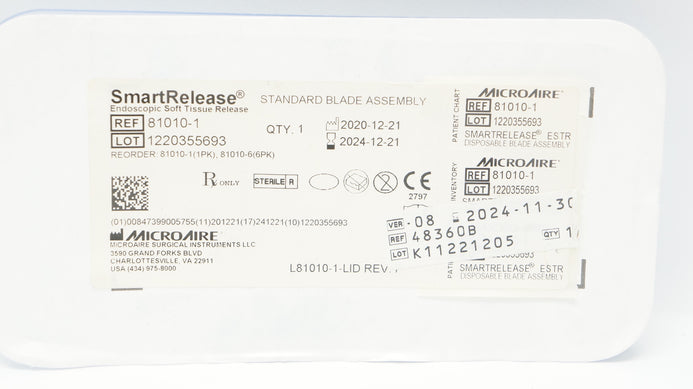 SmartRelease®
Endoscopic Soft Tissue Release
STANDARD BLADE ASSEMBLY
REF 81010-1
LOT 1220355693
QTY. 1
2020-12-21
2024-12-21
REORDER: 81010-1(1PK), 81010-6(6PK)
Rx ONLY
STERILE R
2
CE
2797
(01)00847399005755(11)201221(17)241221(10)1220355693
MICROAIRE®
MICROAIRE SURGICAL INSTRUMENTS LLC
3590 GRAND FORKS BLVD
CHARLOTTESVILLE, VA 22911
USA (434) 975-8000
L81010-1-LID REV.
PATIENT CHART
MICROAIRE®
REF 81010-1
LOT 1220355693
SMARTRELEASE® ESTR
DISPOSABLE BLADE ASSEMBLY
INVENTORY
MICROAIRE®
REF 81010-1
LOT 1220355693
VER -08 2024-11-30
REF 48360B
QTY 1
LOT K11221205
SMARTRELEASE® ESTR
DISPOSABLE BLADE ASSEMBLY